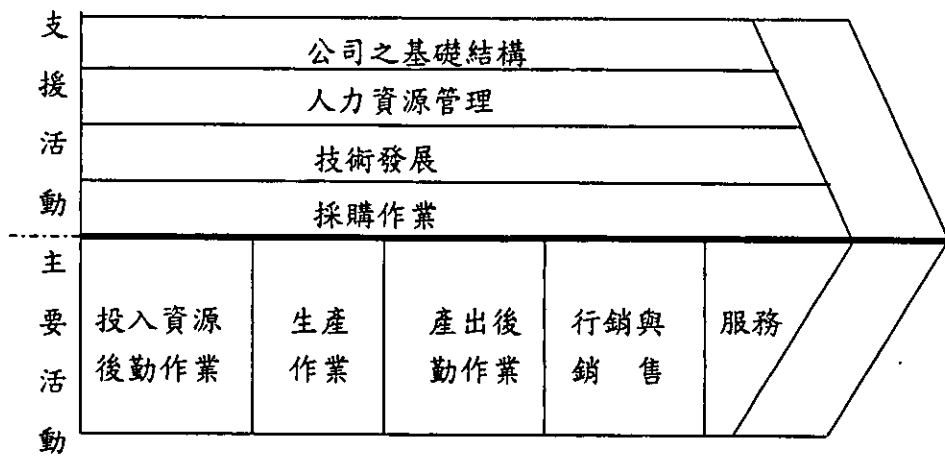 支援活動
公司之基礎結構
人力資源管理
技術發展
採購作業
主要活動
投入資源
後勤作業
生產
作業
產出後
勤作業
行銷與
銷售
服務